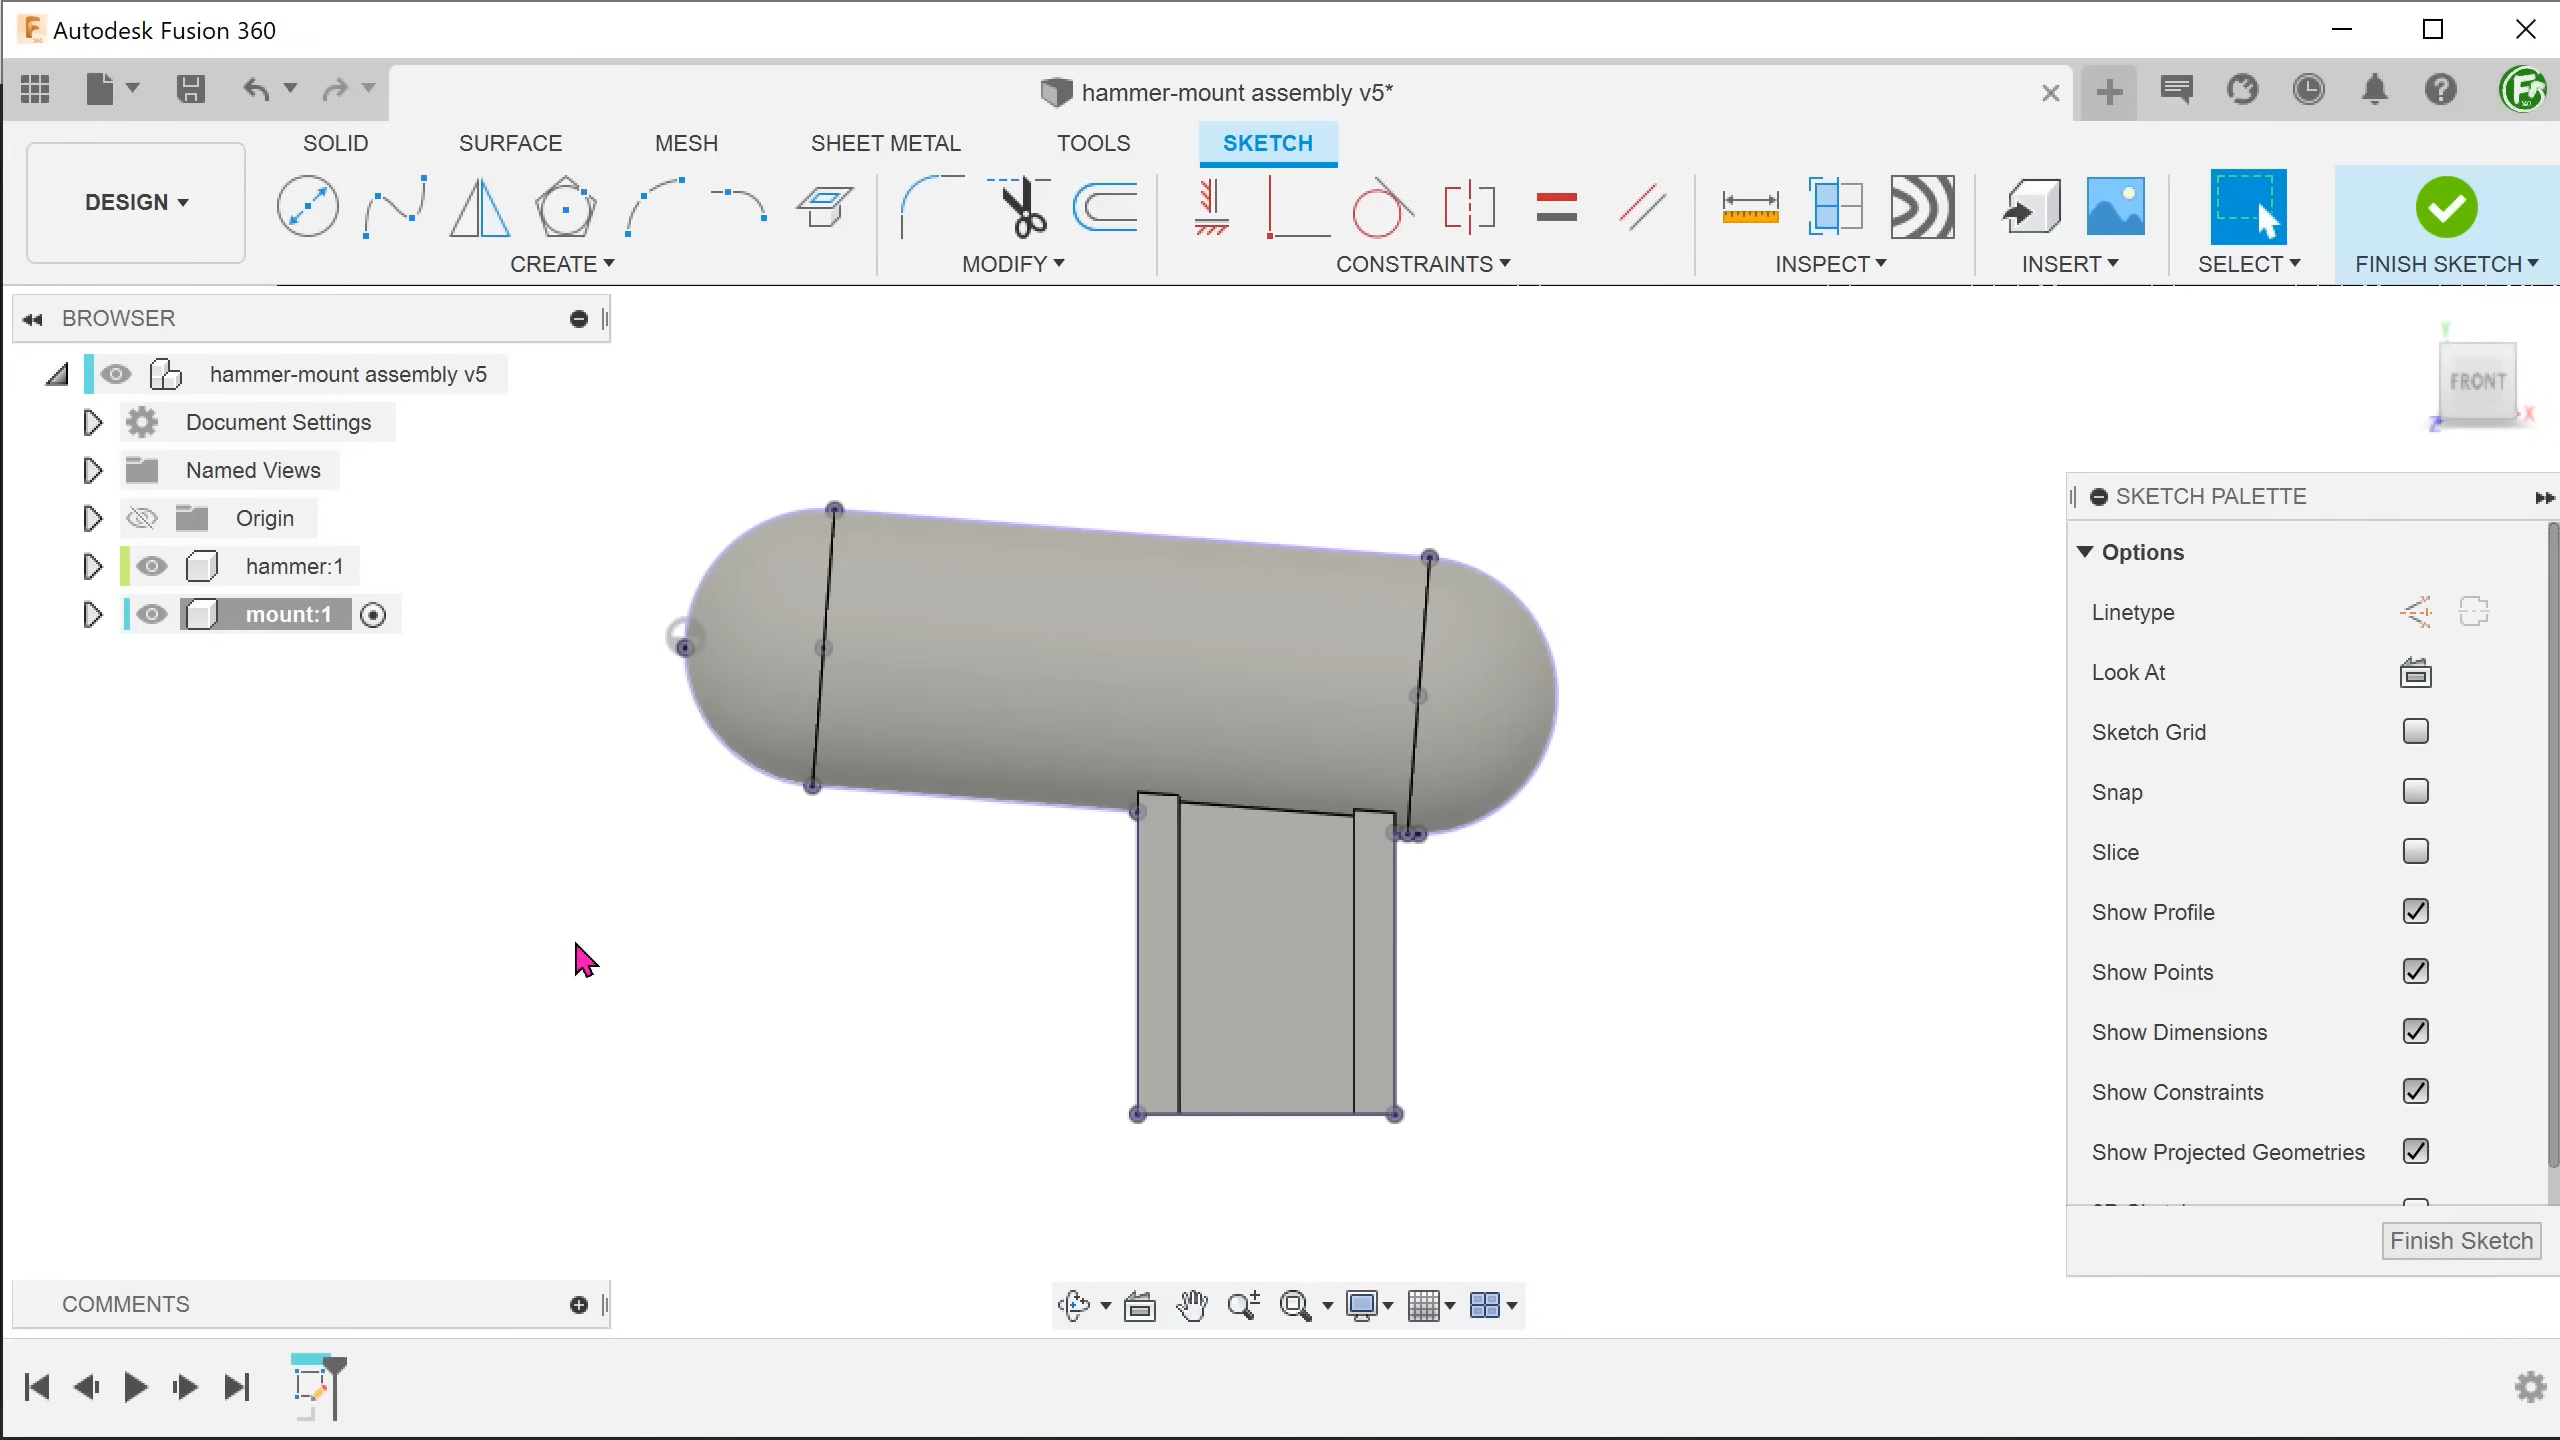 Autodesk Fusion 360
hammer-mount assembly v5*
SOLID SURFACE MESH SHEET METAL TOOLS SKETCH
DESIGN
CREATE MODIFY CONSTRAINTS INSPECT INSERT SELECT FINISH SKETCH
BROWSER
hammer-mount assembly v5
Document Settings
Named Views
Origin
hammer:1
mount:1
Y
FRONT
X
Z
SKETCH PALETTE
Options
Linetype
Look At
Sketch Grid
Snap
Slice
Show Profile
Show Points
Show Dimensions
Show Constraints
Show Projected Geometries
Finish Sketch
COMMENTS